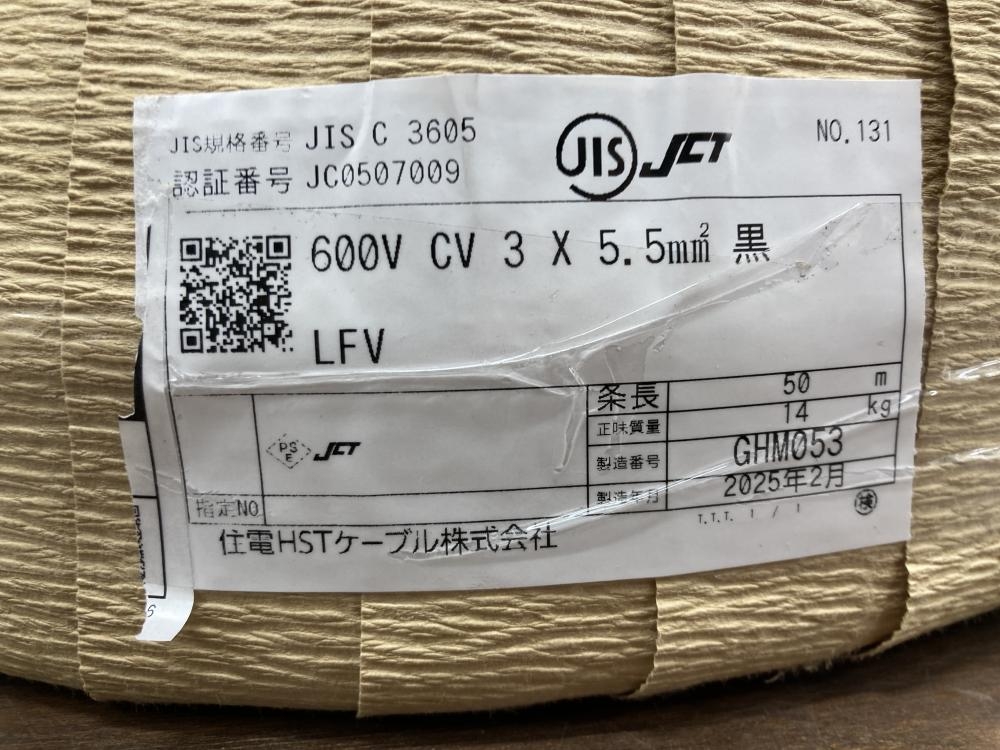 JIS規格番号 JIS C 3605
認証番号 JC0507009
JIS JET
NO.131
600V CV 3 X 5.5mm² 黒
LFV
条長 50 m
正味質量 14 kg
製造番号 GHM053
製造年月 2025年2月
PSE JET
指定NO
T.T.T. 1 / 1 検
住電HSTケーブル株式会社